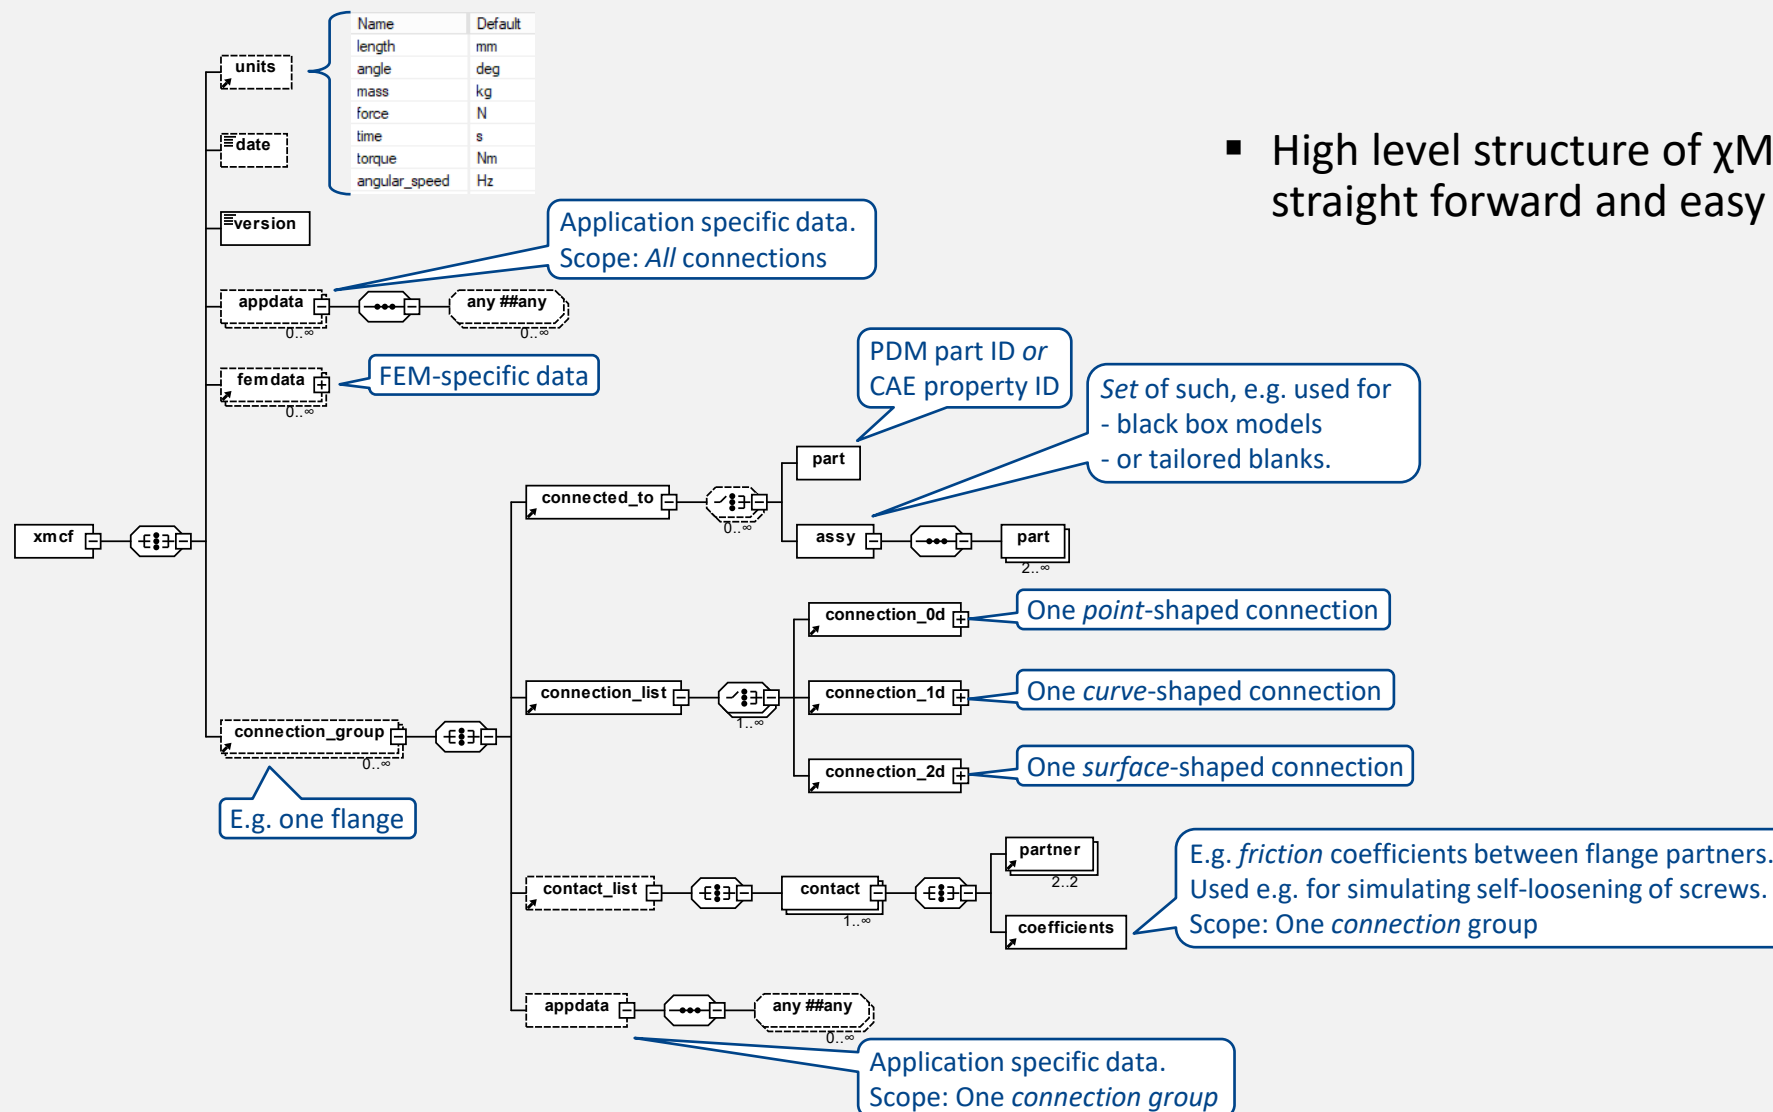 Name Default
length mm
angle deg
mass kg
force N
time s
torque Nm
angular_speed Hz
units
date
version
▪ High level structure of χM
straight forward and easy
Application specific data.
Scope: All connections
appdata
0..∞
any ##any
0..∞
femdata
0..∞
FEM-specific data
PDM part ID or
CAE property ID
Set of such, e.g. used for
- black box models
- or tailored blanks.
part
connected_to
0..∞
assy
part
2..∞
xmcf
connection_0d
One point-shaped connection
connection_list
1..∞
connection_1d
One curve-shaped connection
connection_2d
One surface-shaped connection
connection_group
0..∞
E.g. one flange
contact_list
contact
1..∞
partner
2..2
coefficients
E.g. friction coefficients between flange partners.
Used e.g. for simulating self-loosening of screws.
Scope: One connection group
appdata
any ##any
0..∞
Application specific data.
Scope: One connection group